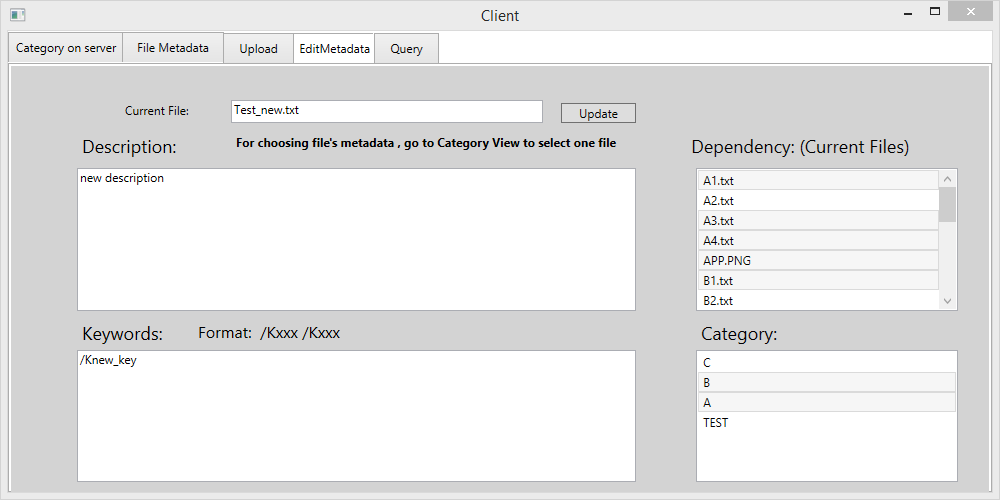 Client
Category on server File Metadata Upload EditMetadata Query
Current File: Test_new.txt Update
Description: For choosing file's metadata , go to Category View to select one file Dependency: (Current Files)
new description
A1.txt
A2.txt
A3.txt
A4.txt
APP.PNG
B1.txt
B2.txt
Keywords: Format: /Kxxx /Kxxx Category:
/Knew_key
C
B
A
TEST